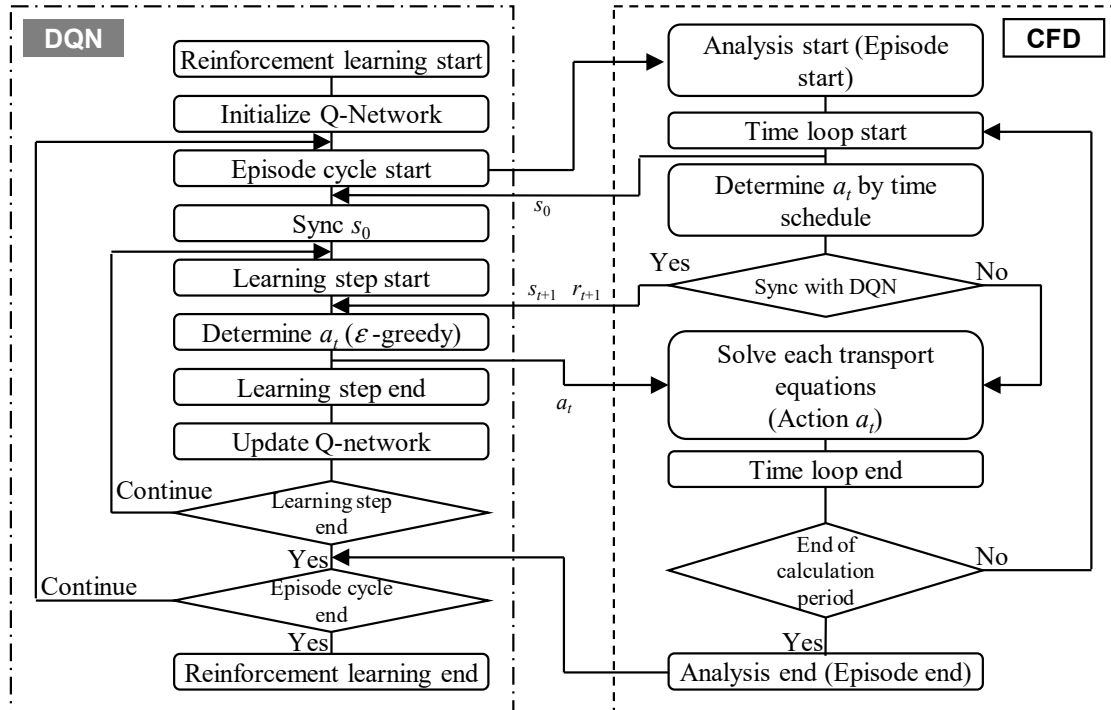 DQN
Reinforcement learning start
Initialize Q-Network
Episode cycle start
Sync s₀
Learning step start
Determine aₜ (ε-greedy)
Learning step end
Update Q-network
Continue
Learning step
end
Yes
Continue
Episode cycle
end
Yes
Reinforcement learning end
s₀
sₜ₊₁ rₜ₊₁
aₜ
CFD
Analysis start (Episode
start)
Time loop start
Determine aₜ by time
schedule
Yes
Sync with DQN
No
Solve each transport
equations
(Action aₜ)
Time loop end
End of
calculation
period
No
Yes
Analysis end (Episode end)